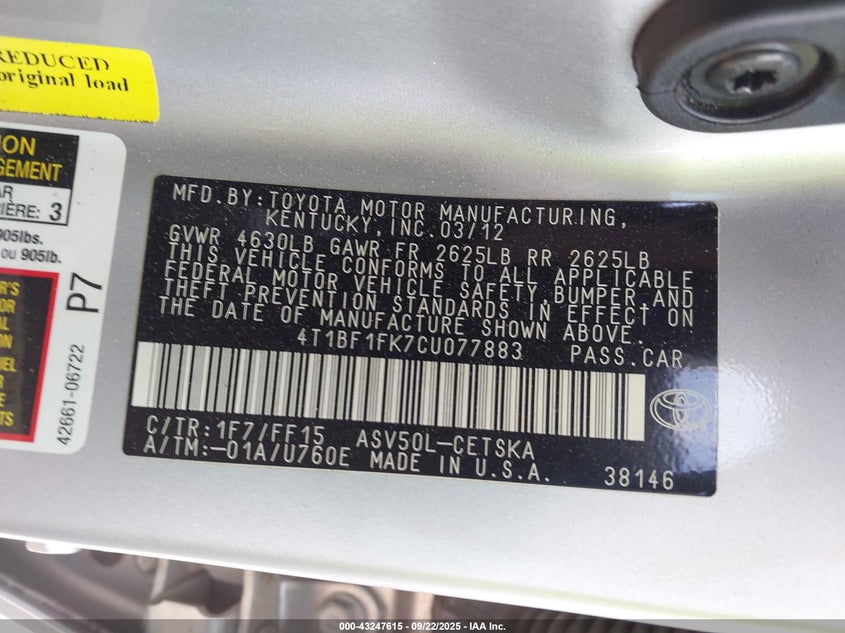 REDUCED
original load
ION
GEMENT
AR
RIÈRE: 3
905lbs.
ou 905lb.
P7
42661-06722
MFD.BY:TOYOTA MOTOR MANUFACTURING,
KENTUCKY,INC.03/12
GVWR 4630LB GAWR FR 2625LB RR 2625LB
THIS VEHICLE CONFORMS TO ALL APPLICABLE
FEDERAL MOTOR VEHICLE SAFETY,BUMPER,AND
THEFT PREVENTION STANDARDS IN EFFECT ON
THE DATE OF MANUFACTURE SHOWN ABOVE.
4T1BF1FK7CU077883 PASS.CAR
C/TR:1F7/FF15 ASV50L-CETSKA
A/TM:-01A/U760E MADE IN U.S.A.
38146
000-43247615 - 09/22/2025 - IAA Inc.